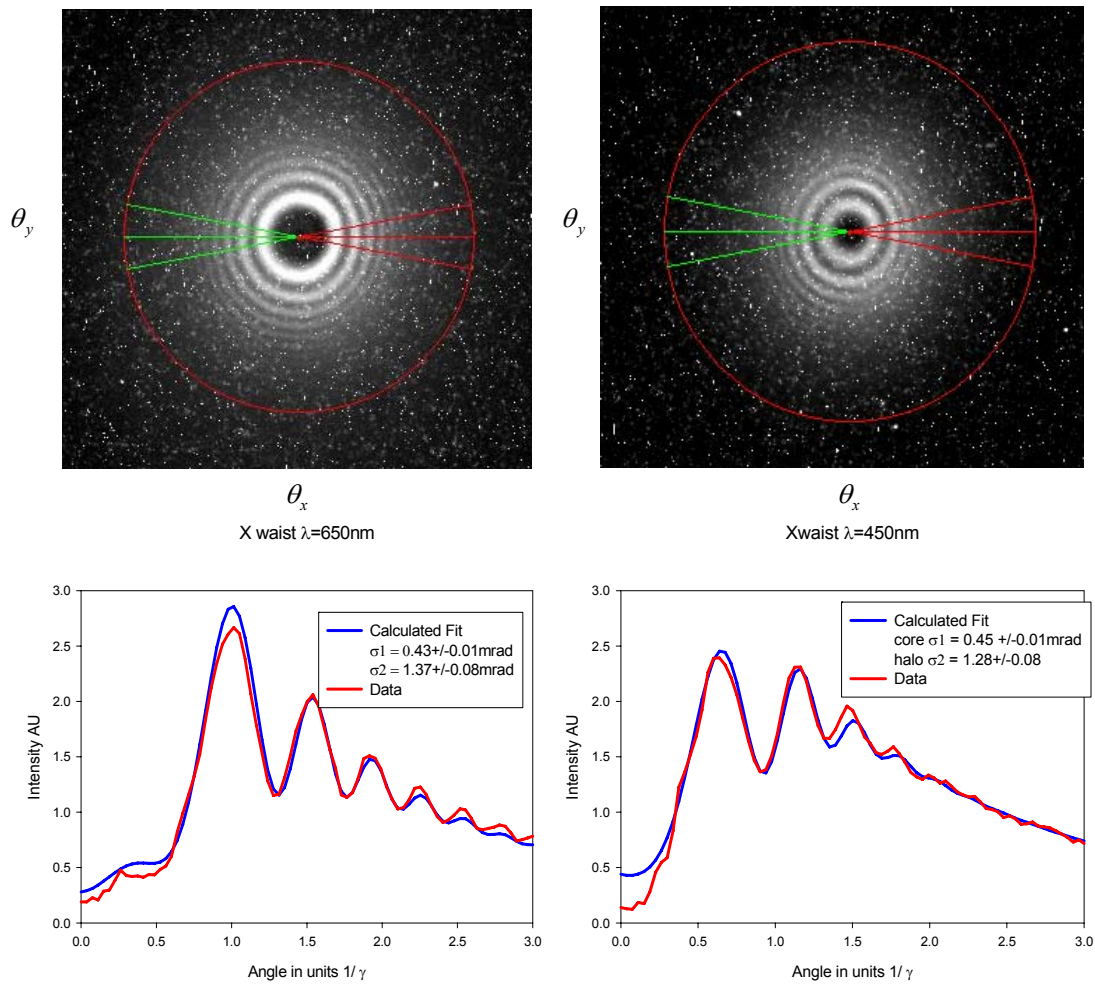 θy
θy
θx
θx
X waist λ=650nm
Xwaist λ=450nm
3.0
2.5
2.0
1.5
1.0
0.5
0.0
Intensity AU
Calculated Fit
σ1 = 0.43+/-0.01mrad
σ2 = 1.37+/-0.08mrad
Data
0.0 0.5 1.0 1.5 2.0 2.5 3.0
Angle in units 1/ γ
3.0
2.5
2.0
1.5
1.0
0.5
0.0
Intensity AU
Calculated Fit
core σ1 = 0.45 +/-0.01mrad
halo σ2 = 1.28+/-0.08
Data
0.0 0.5 1.0 1.5 2.0 2.5 3.0
Angle in units 1/ γ